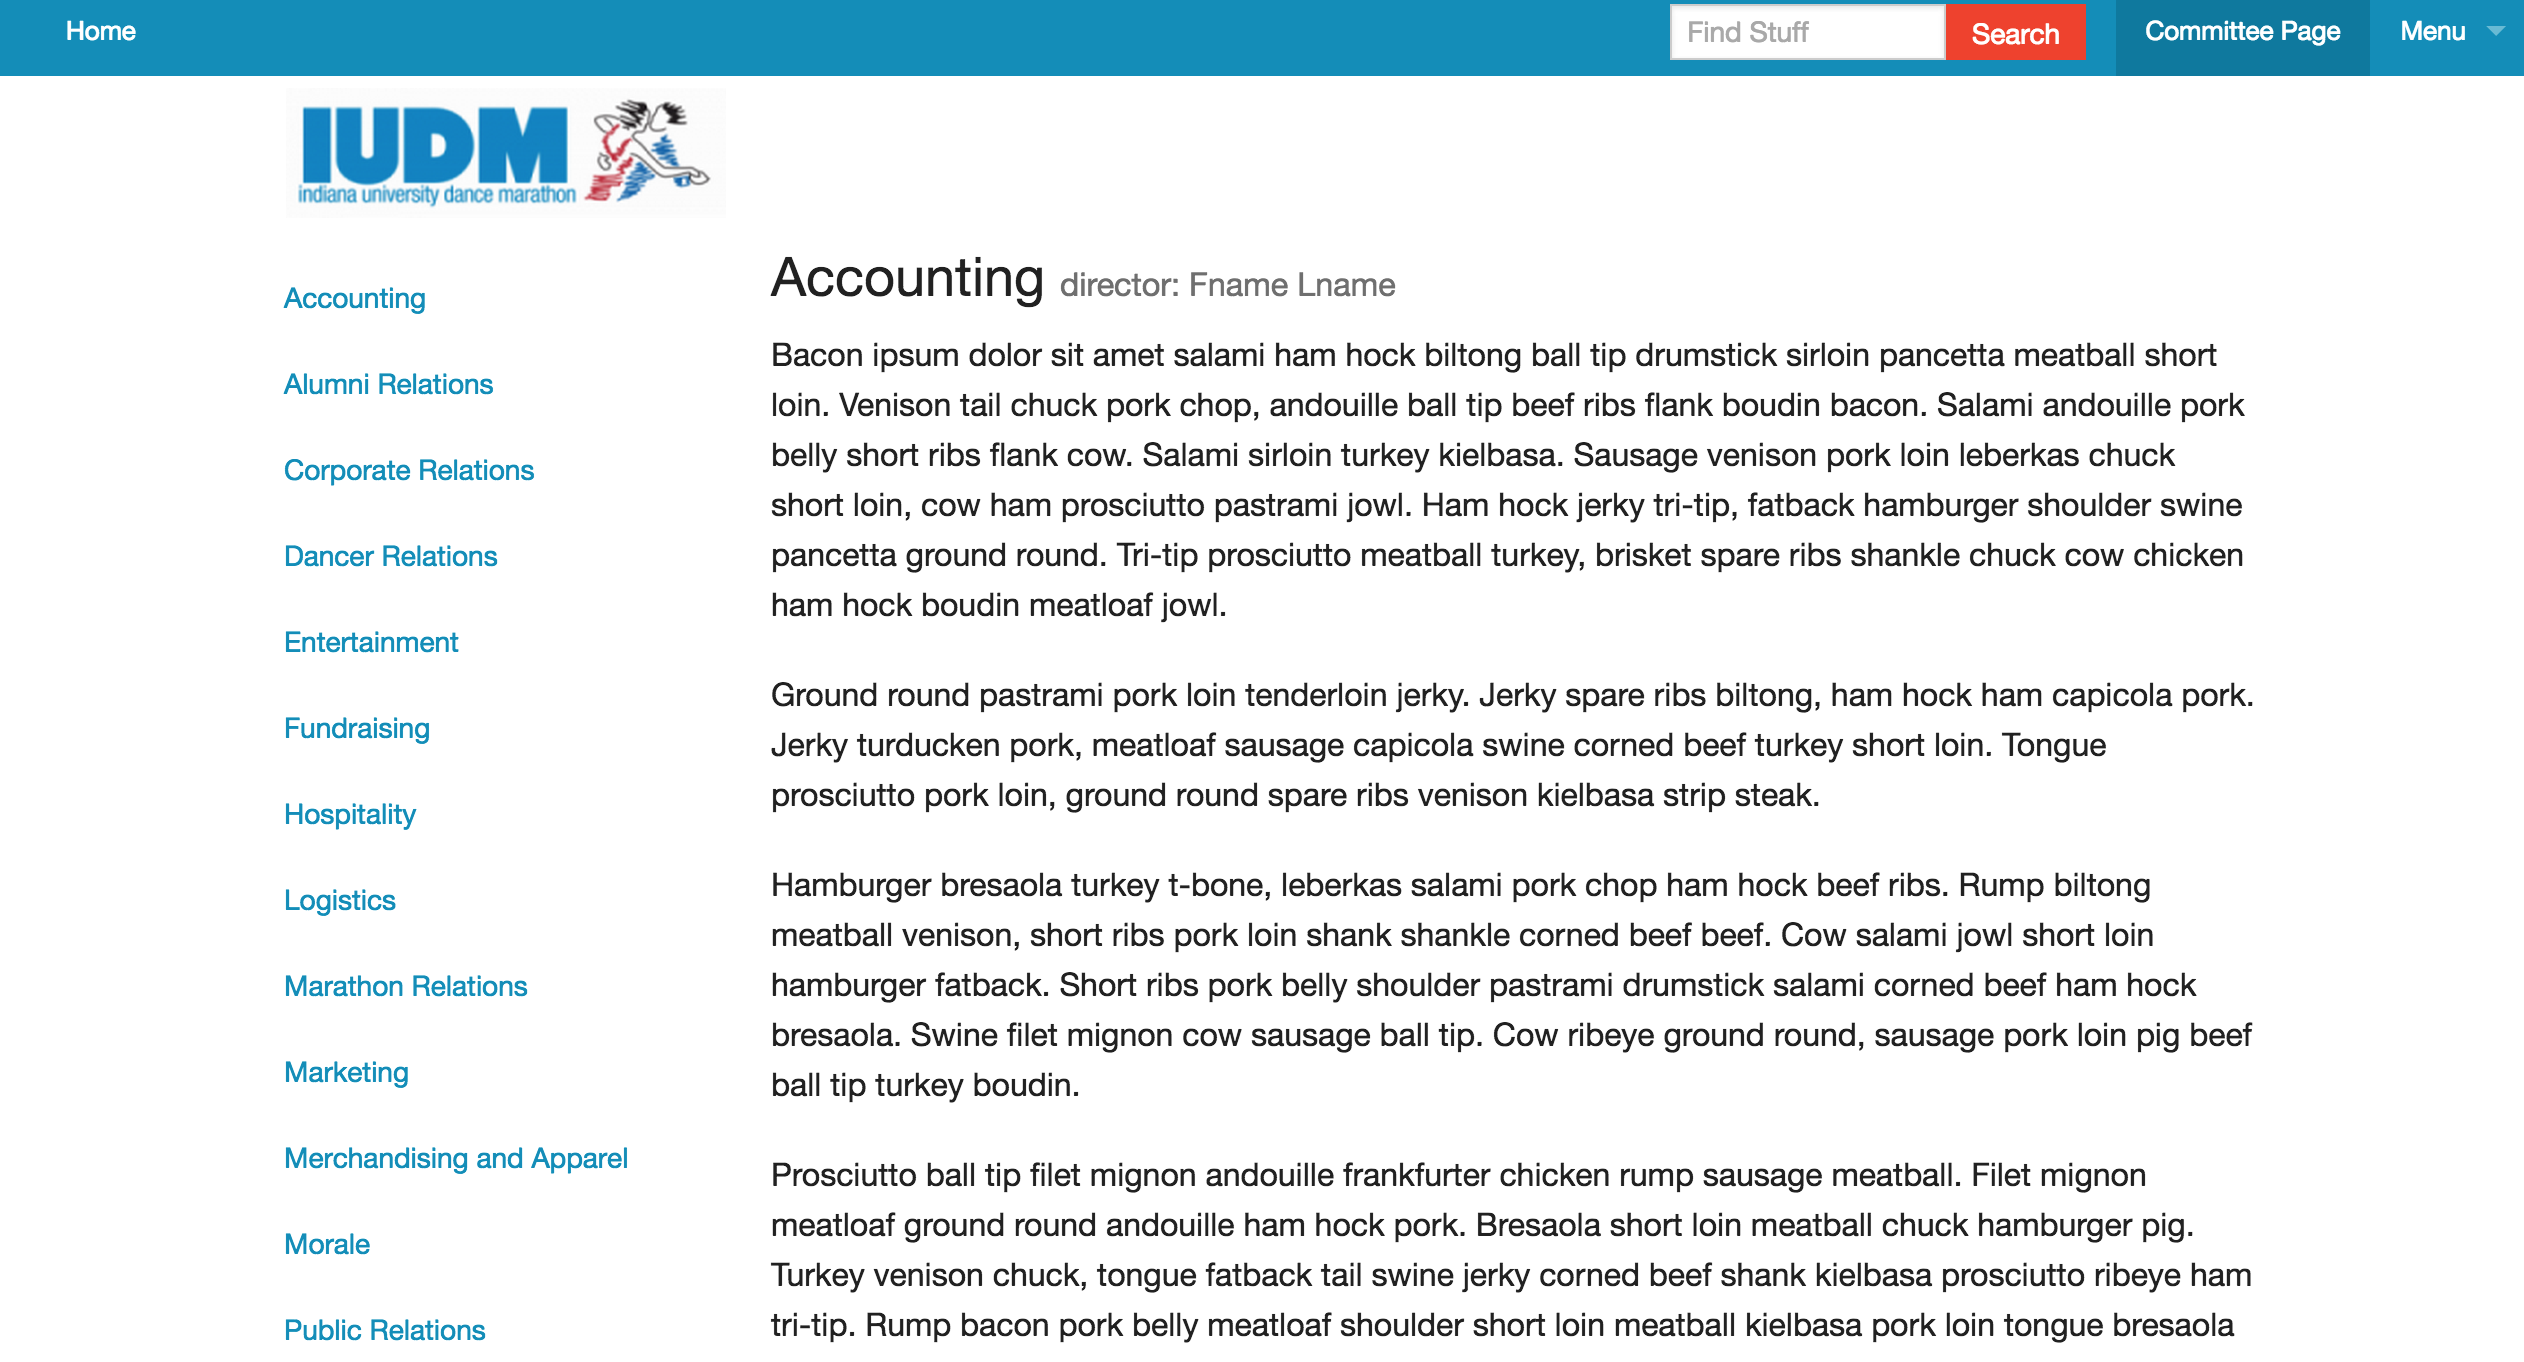 Home
Find Stuff
Search
Committee Page
Menu
IUDM
indiana university dance marathon
Accounting
Alumni Relations
Corporate Relations
Dancer Relations
Entertainment
Fundraising
Hospitality
Logistics
Marathon Relations
Marketing
Merchandising and Apparel
Morale
Public Relations
Accounting director: Fname Lname
Bacon ipsum dolor sit amet salami ham hock biltong ball tip drumstick sirloin pancetta meatball short
loin. Venison tail chuck pork chop, andouille ball tip beef ribs flank boudin bacon. Salami andouille pork
belly short ribs flank cow. Salami sirloin turkey kielbasa. Sausage venison pork loin leberkas chuck
short loin, cow ham prosciutto pastrami jowl. Ham hock jerky tri-tip, fatback hamburger shoulder swine
pancetta ground round. Tri-tip prosciutto meatball turkey, brisket spare ribs shankle chuck cow chicken
ham hock boudin meatloaf jowl.
Ground round pastrami pork loin tenderloin jerky. Jerky spare ribs biltong, ham hock ham capicola pork.
Jerky turducken pork, meatloaf sausage capicola swine corned beef turkey short loin. Tongue
prosciutto pork loin, ground round spare ribs venison kielbasa strip steak.
Hamburger bresaola turkey t-bone, leberkas salami pork chop ham hock beef ribs. Rump biltong
meatball venison, short ribs pork loin shank shankle corned beef beef. Cow salami jowl short loin
hamburger fatback. Short ribs pork belly shoulder pastrami drumstick salami corned beef ham hock
bresaola. Swine filet mignon cow sausage ball tip. Cow ribeye ground round, sausage pork loin pig beef
ball tip turkey boudin.
Prosciutto ball tip filet mignon andouille frankfurter chicken rump sausage meatball. Filet mignon
meatloaf ground round andouille ham hock pork. Bresaola short loin meatball chuck hamburger pig.
Turkey venison chuck, tongue fatback tail swine jerky corned beef shank kielbasa prosciutto ribeye ham
tri-tip. Rump bacon pork belly meatloaf shoulder short loin meatball kielbasa pork loin tongue bresaola